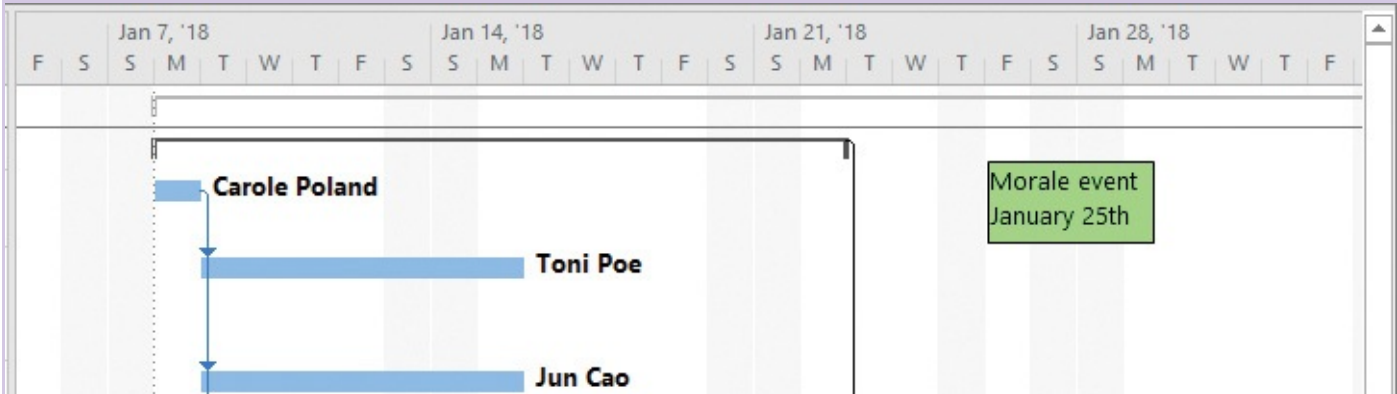 Jan 7, '18 Jan 14, '18 Jan 21, '18 Jan 28, '18
F S S M T W T F S S M T W T F S S M T W T F S S M T W T F
Carole Poland
Morale event
January 25th
Toni Poe
Jun Cao